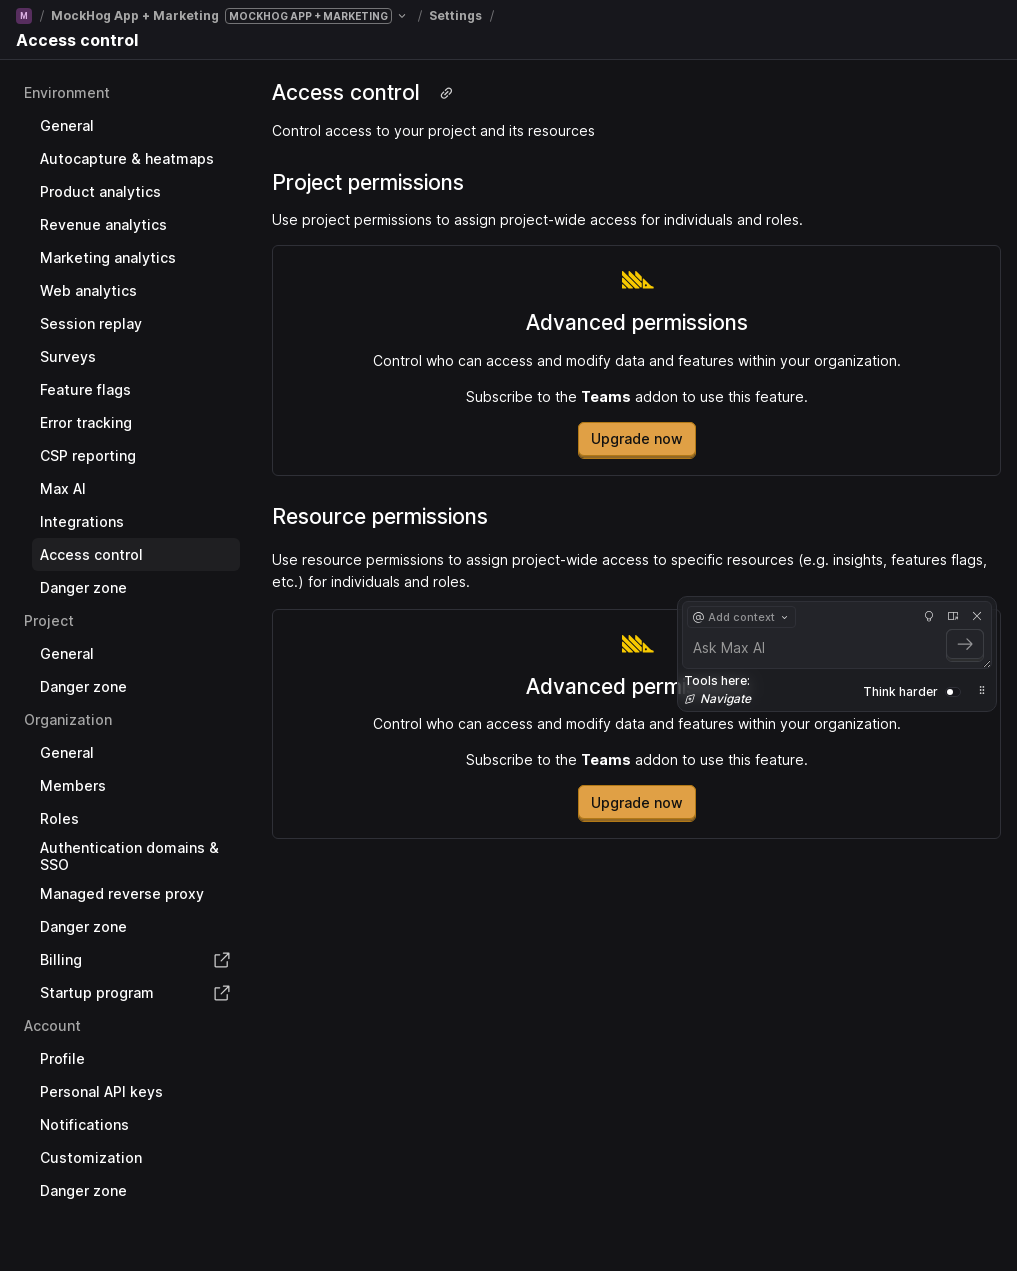 M / MockHog App + Marketing MOCKHOG APP + MARKETING / Settings /
Access control
Environment
General
Autocapture & heatmaps
Product analytics
Revenue analytics
Marketing analytics
Web analytics
Session replay
Surveys
Feature flags
Error tracking
CSP reporting
Max AI
Integrations
Access control
Danger zone
Project
General
Danger zone
Organization
General
Members
Roles
Authentication domains &
SSO
Managed reverse proxy
Danger zone
Billing
Startup program
Account
Profile
Personal API keys
Notifications
Customization
Danger zone
Access control
Control access to your project and its resources
Project permissions
Use project permissions to assign project-wide access for individuals and roles.
Advanced permissions
Control who can access and modify data and features within your organization.
Subscribe to the Teams addon to use this feature.
Upgrade now
Resource permissions
Use resource permissions to assign project-wide access to specific resources (e.g. insights, features flags,
etc.) for individuals and roles.
Advanced permi
Control who can access and modify data and features within your organization.
Subscribe to the Teams addon to use this feature.
Upgrade now
@ Add context
Ask Max AI
Tools here:
Navigate
Think harder